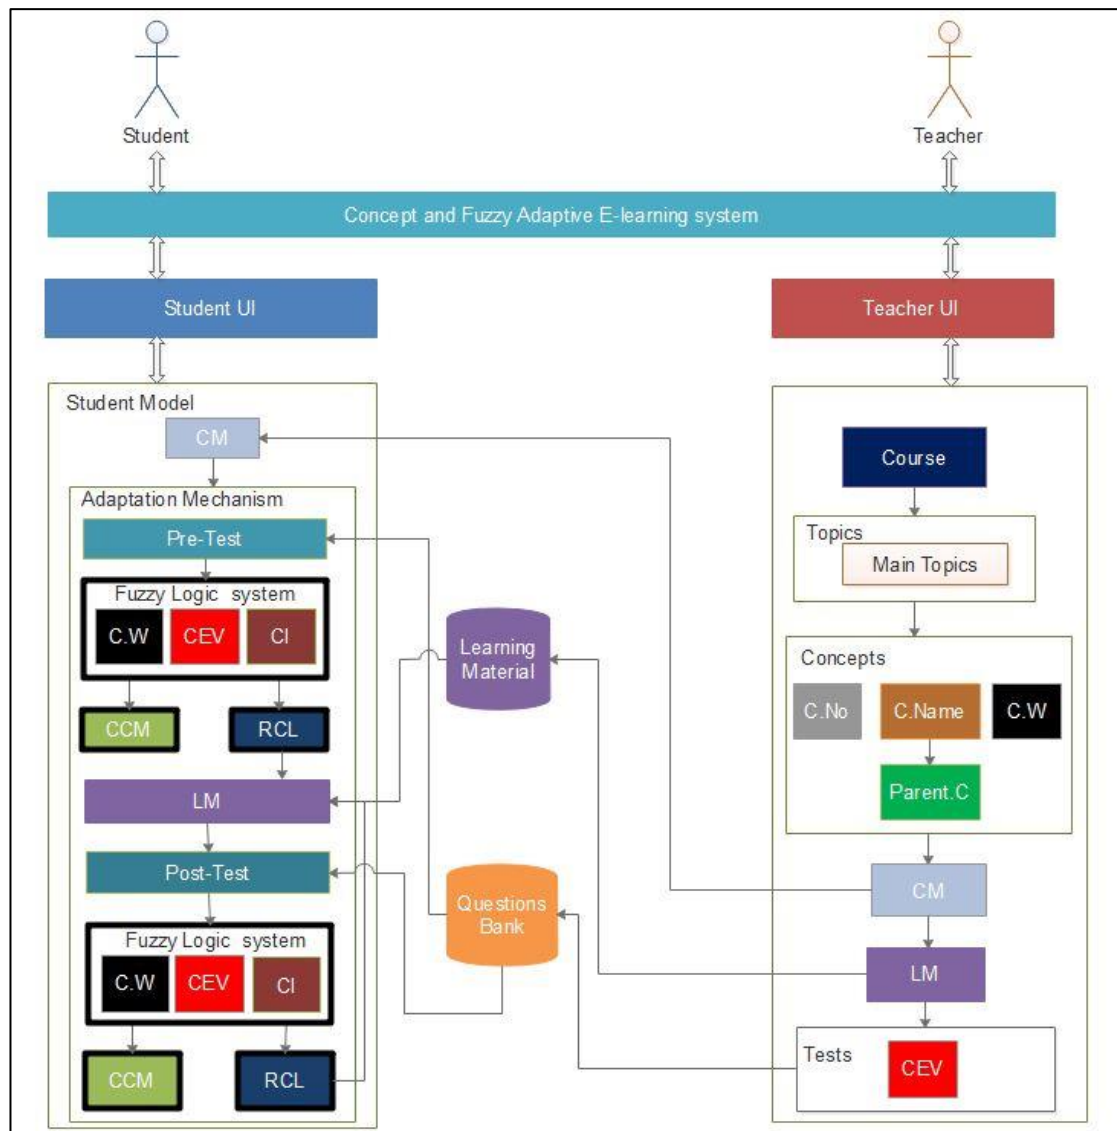 Student
Teacher
Concept and Fuzzy Adaptive E-learning system
Student UI
Teacher UI
Student Model
CM
Adaptation Mechanism
Pre-Test
Fuzzy Logic system
C.W
CEV
CI
CCM
RCL
LM
Post-Test
Fuzzy Logic system
C.W
CEV
CI
CCM
RCL
Learning
Material
Questions
Bank
Course
Topics
Main Topics
Concepts
C.No
C.Name
C.W
Parent.C
CM
LM
Tests
CEV